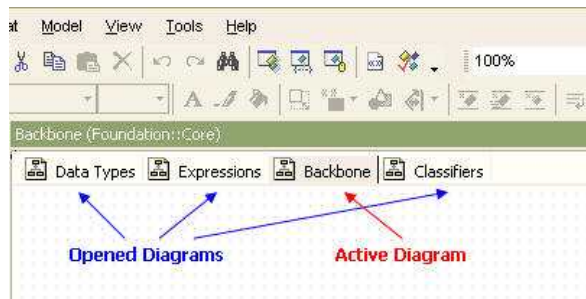 at Model View Tools Help
100%
Backbone (Foundation::Core)
Data Types Expressions Backbone Classifiers
Opened Diagrams Active Diagram